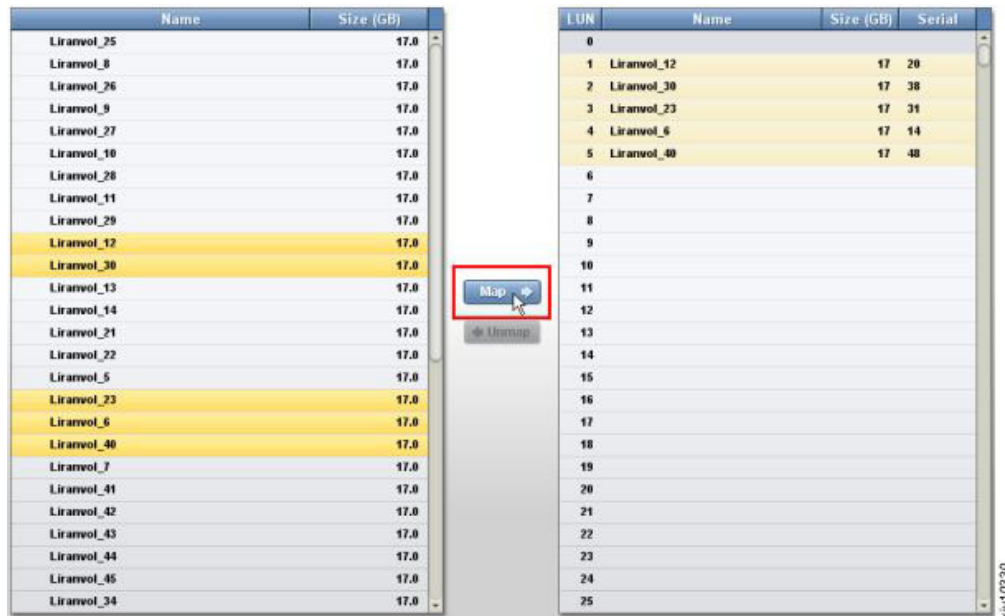 Name Size (GB)
Liranvol_25 17.0
Liranvol_8 17.0
Liranvol_26 17.0
Liranvol_9 17.0
Liranvol_27 17.0
Liranvol_10 17.0
Liranvol_28 17.0
Liranvol_11 17.0
Liranvol_29 17.0
Liranvol_12 17.0
Liranvol_30 17.0
Liranvol_13 17.0
Liranvol_14 17.0
Liranvol_21 17.0
Liranvol_22 17.0
Liranvol_5 17.0
Liranvol_23 17.0
Liranvol_6 17.0
Liranvol_40 17.0
Liranvol_7 17.0
Liranvol_41 17.0
Liranvol_42 17.0
Liranvol_43 17.0
Liranvol_44 17.0
Liranvol_45 17.0
Liranvol_34 17.0
Map
Unmap
LUN Name Size (GB) Serial
0
1 Liranvol_12 17 20
2 Liranvol_30 17 38
3 Liranvol_23 17 31
4 Liranvol_6 17 14
5 Liranvol_40 17 48
6
7
8
9
10
11
12
13
14
15
16
17
18
19
20
21
22
23
24
25